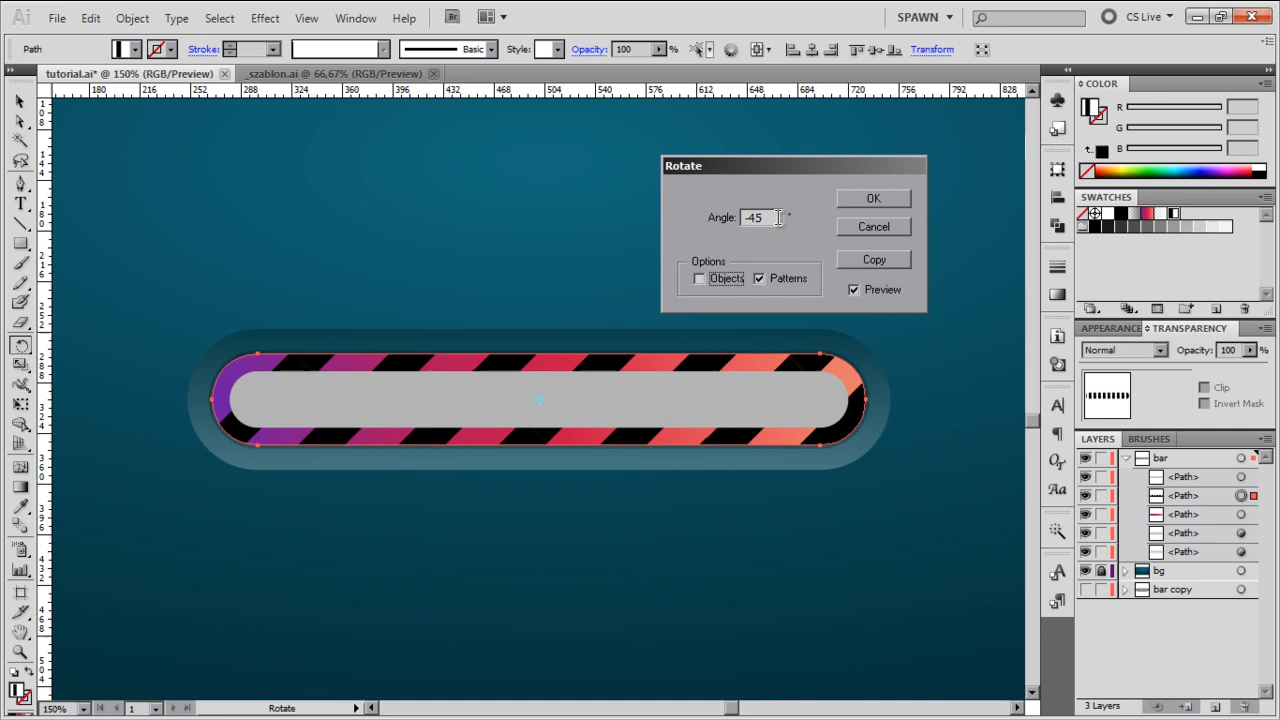 Ai File Edit Object Type Select Effect View Window Help Br SPAWN CS Live
Path Stroke: Basic Style: Opacity: 100 % Transform
tutorial.ai* @ 150% (RGB/Preview) _szablon.ai @ 66,67% (RGB/Preview)
180 216 252 288 324 360 396 432 468 504 540 576 612 648 684 720 756 792 828
COLOR
R
G
B
Rotate
Angle: -45 °
OK
Cancel
Copy
Options
Objects Patterns
Preview
SWATCHES
APPEARANCE TRANSPARENCY
Normal Opacity: 100 %
Clip
Invert Mask
LAYERS BRUSHES
bar
<Path>
<Path>
<Path>
<Path>
<Path>
bg
bar copy
3 Layers
150% 1 Rotate